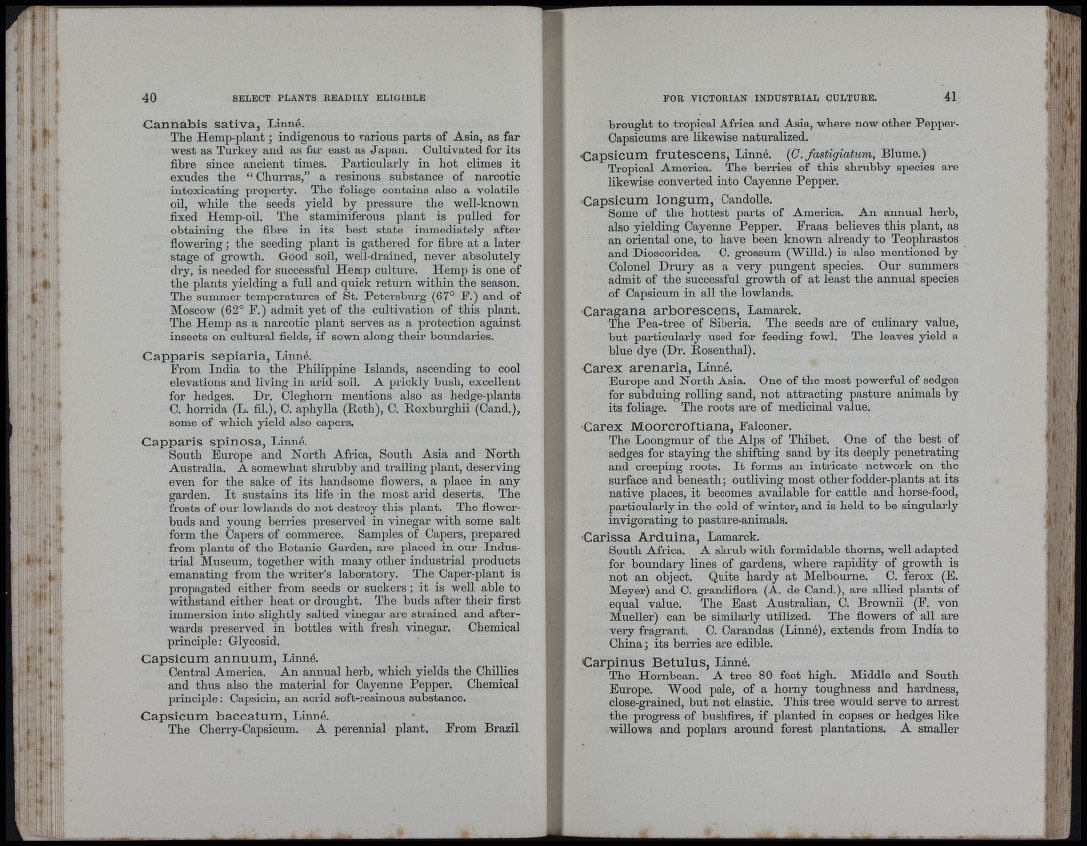 40 SELECT PLANTS READILY ELIGIBLE
Cannabis sativa, Linné.
The Hemp-plant ; indigenous to various parts of Asia, as far
west as Turkey and as far east as Japan. Cultivated for its
fibre since ancient times. Particularly in hot climes it
exudes the “Churras,” a resinous substance of narcotic
intoxicating property. The foliage contains also a volatile
oil, while the seeds yield by pressure the well-known
fixed Hemp-oil. The staminiferous plant is pulled for
obtaining the fibre in its best state immediately after
flowering ; the seeding plant is gathered for fibre at a later
stage of growth. Good soil, well-drained, never absolutely
dry, is needed for successful Hemp culture. Hemp is one of
the plants yielding a full and quick return within the season.
The summer temperatures of St. Petersburg (67° F.) and of
Moscow (62° F.) admit yet of the cultivation of this plant.
The Hemp as a narcotic plant serves as a protection against
insects on cultural fields, if sown along their boundaries.
Capparis sepiaria, Linné.
From India to the Philippine Islands, ascending to cool
elevations and living in arid soil. A prickly bush, excellent
for hedges. Dr. Cleghorn mentions also as hedge-plants
C. horrida (L. fil.), C. aphylla (Roth), C. Roxburghii (Cand.),
some of which yield also capers.
Capparis spinosa, Linné.
South Europe and North Africa, South Asia and North
Australia. A somewhat shrubby and trailing plant, deserving
even for the sake of its handsome flowers, a place in any
garden. It sustains its life in the most arid deserts. The
frosts of our lowlands do not destroy this plant. The flower-
buds and young berries preserved in vinegar with some salt
form the Capers of commerce. Samples of Capers, prepared
from plants of the Botanic Garden, are placed in our Indus-
trial Museum, together with many other industrial products
emanating from the writer's laboratory. The Caper-plant is
propagated either from seeds or suckers ; it is well able to
withstand either heat or drought. The buds after their first
immersion into slightly salted vinegar are strained and after-
wards preserved in bottles with fresh vinegar. Chemical
principle: Glycosid.
Capsicum annuum, Linné.
Central America. An annual herb, which yields the Chillies
and thus also the material for Cayenne Pepper. Chemical
principle: Capsicin, an acrid soft-resinous substance.
Capsicum baccatum, Linné.
The Cherry-Capsicum. A perennial plant. From Brazil
FOR VICTORIAN INDUSTRIAL CULTURE. 41
brought to tropical Africa and Asia, where now other Pepper-
Capsicums are likewise naturalized.
Capsicum frutescens, Linné. (C. fastigiatum, Blume.)
Tropical America. The berries of this shrubby species are
likewise converted into Cayenne Pepper.
Capsicum longum, Candolle.
Some of the hottest parts of America. An annual herb,
also yielding Cayenne Pepper. Fraas believes this plant, as
an oriental one, to have been known already to Teophrastos
and Dioscorides. C. grossum (Willd.) is also mentioned by
Colonel Drury as a very pungent species. Our summers
admit of the successful growth of at least the annual species
of Capsicum in all the lowlands.
Caragana arborescens, Lamarck.
The Pea-tree of Siberia. The seeds are of culinary value,
but particularly used for feeding fowl. The leaves yield a
blue dye (Dr. Rosenthal).
Carex arenaria, Linné.
Europe and North Asia. One of the most powerful of sedges
for subduing rolling sand, not attracting pasture animals by
its foliage. The roots are of medicinal value.
Carex Moorcroftiana, Falconer.
The Loongmur of the Alps of Thibet. One of the best of
sedges for staying the shifting sand by its deeply penetrating
and creeping roots. It forms an intricate network on the
surface and beneath; outliving most other fodder-plants at its
native places, it becomes available for cattle and horse-food,
particularly in the cold of winter, and is held to be singularly
invigorating to pasture-animals.
Carissa Arduina, Lamarck.
South Africa. A shrub with formidable thorns, well adapted
for boundary lines of gardens, where rapidity of growth is
not an object. Quite hardy at Melbourne. C. ferox (E.
Meyer) and C. grandiflora (A. de Cand.), are allied plants of
equal value. The East Australian, C. Brownii (F. von
Mueller) can be similarly utilized. The flowers of all are
very fragrant. C. Carandas (Linné), extends from India to
China; its berries are edible.
Carpinus Betulus, Linné.
The Hornbean. A tree 80 feet high. Middle and South
Europe. Wood pale, of a horny toughness and hardness,
close-grained, but not elastic. This tree would serve to arrest
the progress of bushfires, if planted in copses or hedges like
willows and poplars around forest plantations. A smaller